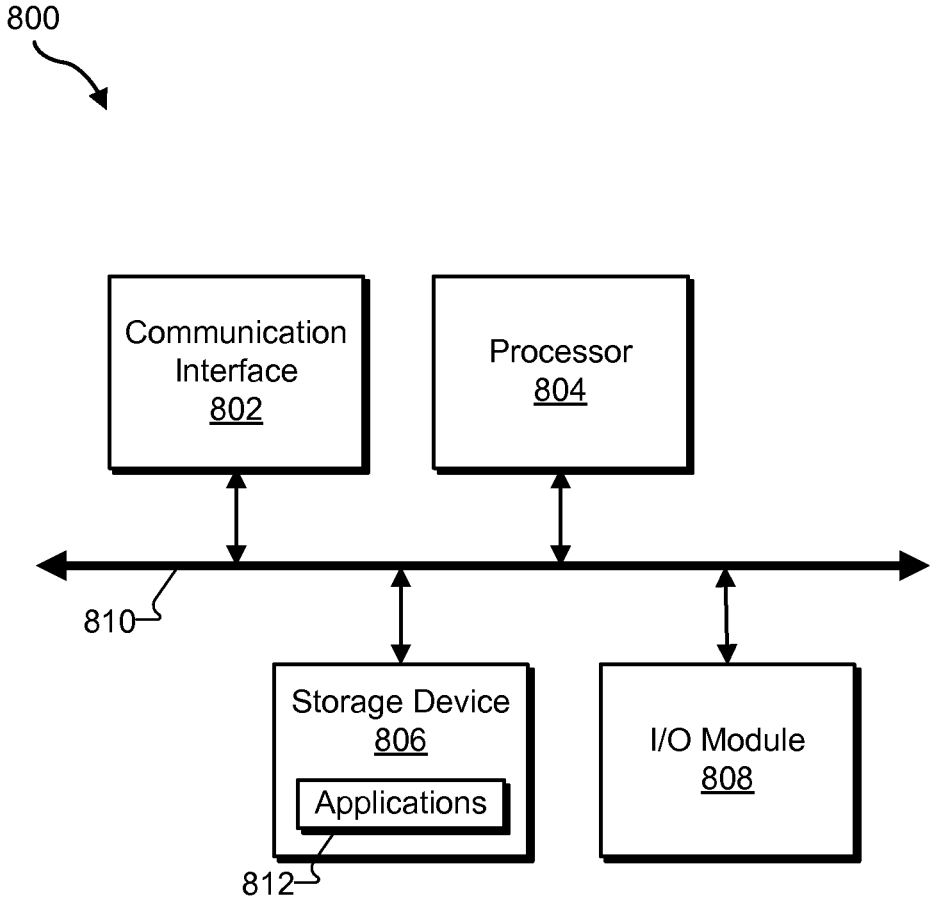 800
Communication
Interface
802
Processor
804
810
Storage Device
806
Applications
812
I/O Module
808